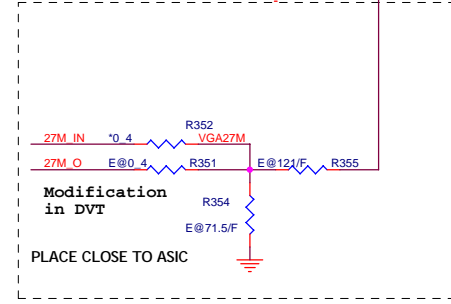 R352
27M_IN *0_4 VGA27M
27M_O E@0_4 R351 E@121/F R355
Modification
in DVT
R354
E@71.5/F
PLACE CLOSE TO ASIC